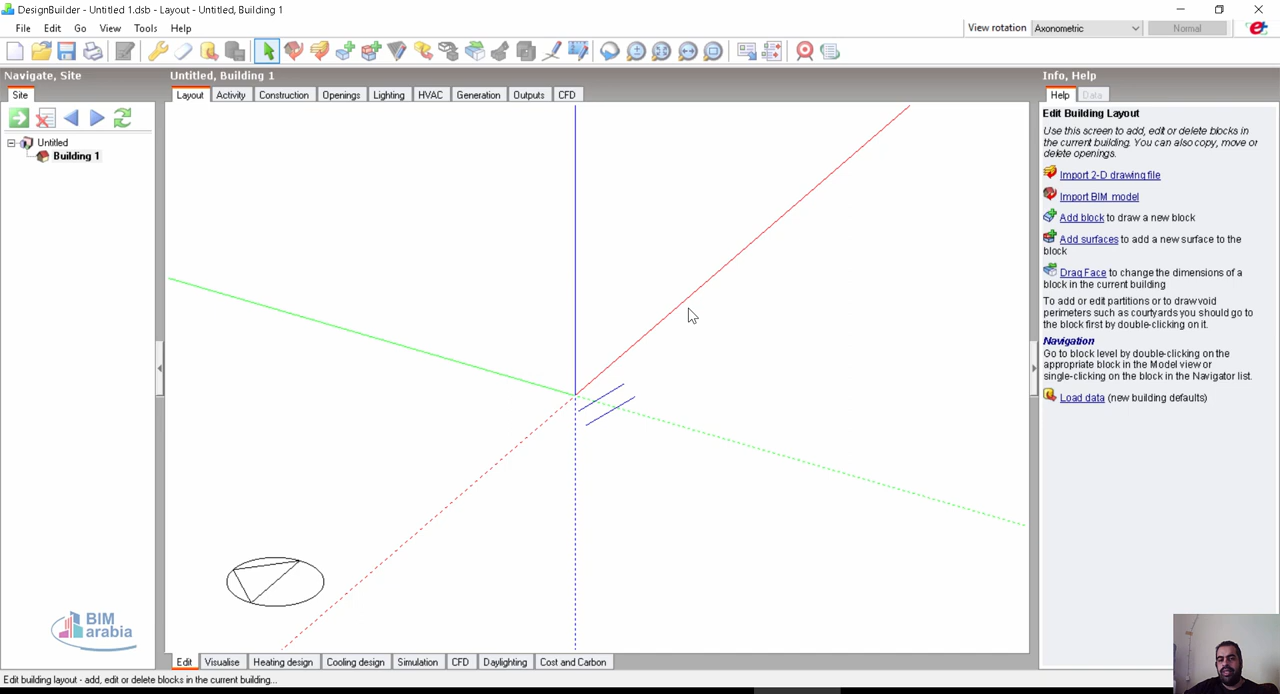 DesignBuilder - Untitled 1.dsb - Layout - Untitled, Building 1
File Edit Go View Tools Help
View rotation Axonometric Normal
Navigate, Site
Untitled, Building 1
Info, Help
Site
Layout Activity Construction Openings Lighting HVAC Generation Outputs CFD
Help Data
Untitled
Building 1
Edit Building Layout
Use this screen to add, edit or delete blocks in
the current building. You can also copy, move or
delete openings.
Import 2-D drawing file
Import BIM model
Add block to draw a new block
Add surfaces to add a new surface to the
block
Drag Face to change the dimensions of a
block in the current building
To add or edit partitions or to draw void
perimeters such as courtyards you should go to
the block first by double-clicking on it.
Navigation
Go to block level by double-clicking on the
appropriate block in the Model view or
single-clicking on the block in the Navigator list.
Load data (new building defaults)
BIM
arabia
Edit Visualise Heating design Cooling design Simulation CFD Daylighting Cost and Carbon
Edit building layout - add, edit or delete blocks in the current building...